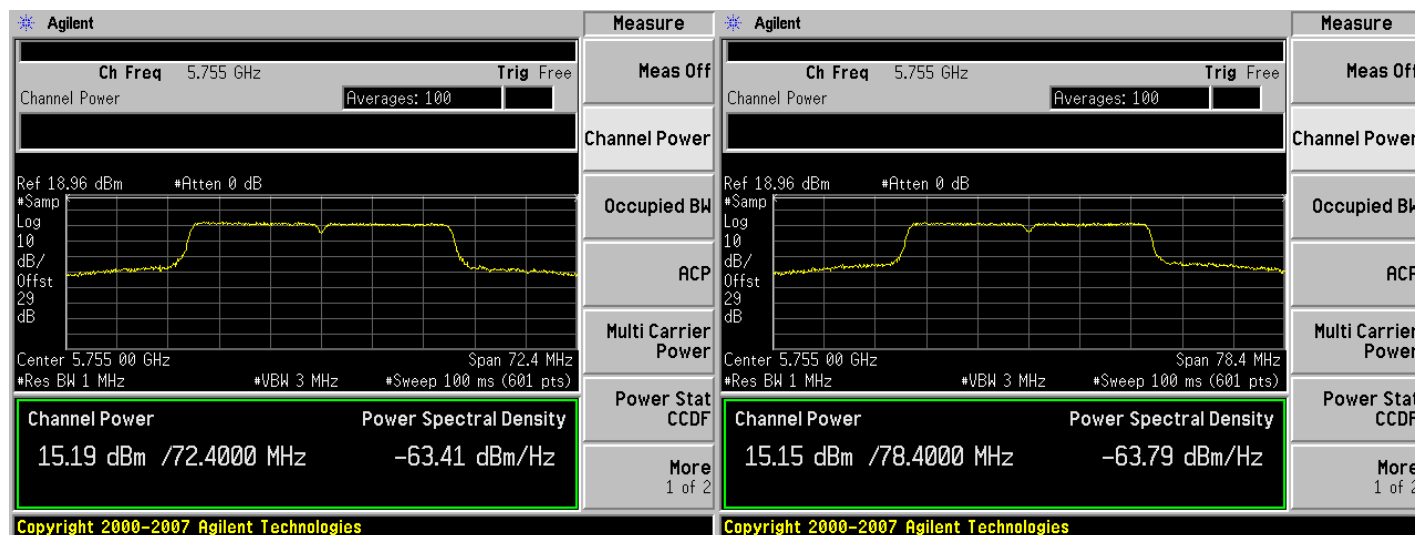 Agilent
Measure
Ch Freq 5.755 GHz Trig Free
Meas Off
Channel Power Averages: 100
Channel Power
Ref 18.96 dBm #Atten 0 dB
#Samp
Log
10
dB/
Offst
29
dB
Occupied BW
ACP
Multi Carrier
Power
Center 5.755 00 GHz Span 72.4 MHz
#Res BW 1 MHz #VBW 3 MHz #Sweep 100 ms (601 pts)
Power Stat
CCDF
Channel Power Power Spectral Density
15.19 dBm /72.4000 MHz -63.41 dBm/Hz
More
1 of 2
Copyright 2000-2007 Agilent Technologies
Agilent
Measure
Ch Freq 5.755 GHz Trig Free
Meas Off
Channel Power Averages: 100
Channel Power
Ref 18.96 dBm #Atten 0 dB
#Samp
Log
10
dB/
Offst
29
dB
Occupied BW
ACP
Multi Carrier
Power
Center 5.755 00 GHz Span 78.4 MHz
#Res BW 1 MHz #VBW 3 MHz #Sweep 100 ms (601 pts)
Power Stat
CCDF
Channel Power Power Spectral Density
15.15 dBm /78.4000 MHz -63.79 dBm/Hz
More
1 of 2
Copyright 2000-2007 Agilent Technologies